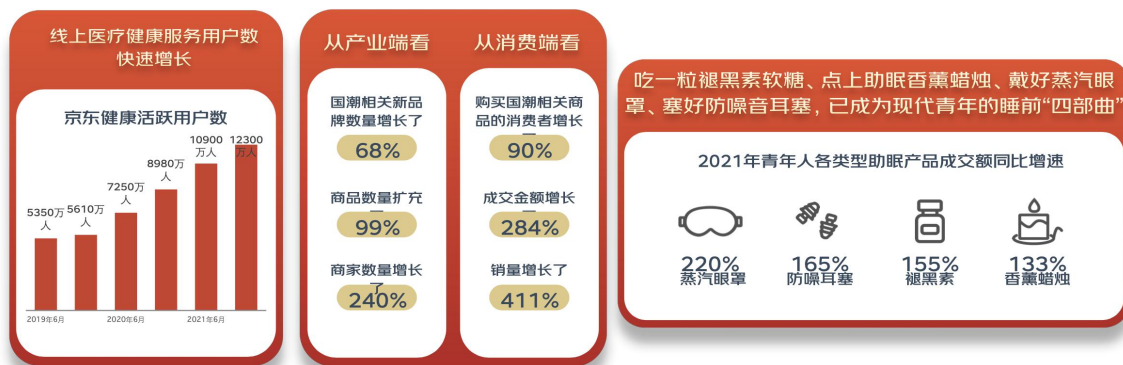 线上医疗健康服务用户数
快速增长
京东健康活跃用户数
5350万
人
5610万
人
7250万
人
8980万
人
10900
万人
12300
万人
2019年6月
2020年6月
2021年6月
从产业端看
国潮相关新品
牌数量增长了
68%
商品数量扩充
了
99%
商家数量增长
了
240%
从消费端看
购买国潮相关商
品的消费者增长
了
90%
成交金额增长
了
284%
销量增长了
411%
吃一粒褪黑素软糖、点上助眠香薰蜡烛、戴好蒸汽眼
罩、塞好防噪音耳塞，已成为现代青年的睡前“四部曲”
2021年青年人各类型助眠产品成交额同比增速
220%
蒸汽眼罩
165%
防噪耳塞
155%
褪黑素
133%
香薰蜡烛